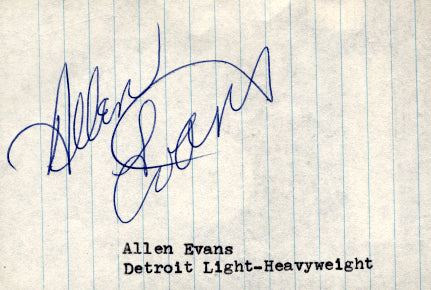 Allen
Evans
Allen Evans
Detroit Light-Heavyweight